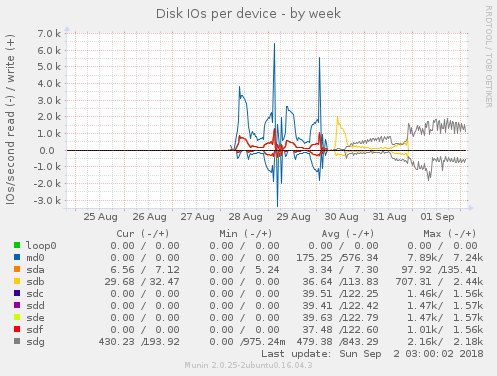 Disk IOs per device - by week
RRDTOOL / TOBI OETIKER
IOs/second read (-) / write (+)
7.0 k
6.0 k
5.0 k
4.0 k
3.0 k
2.0 k
1.0 k
0.0
-1.0 k
-2.0 k
-3.0 k
25 Aug 26 Aug 27 Aug 28 Aug 29 Aug 30 Aug 31 Aug 01 Sep
Cur (-/+) Min (-/+) Avg (-/+) Max (-/+)
loop0 0.00 / 0.00 0.00 / 0.00 0.00 / 0.00 0.00 / 0.00
md0 0.00 / 0.00 0.00 / 0.00 175.25 /576.34 7.89k/ 7.24k
sda 6.56 / 7.12 0.00 / 5.24 3.34 / 7.30 97.92 /135.41
sdb 29.68 / 32.47 0.00 / 0.00 36.64 /113.83 707.31 / 2.44k
sdc 0.00 / 0.00 0.00 / 0.00 39.51 /122.25 1.46k/ 1.56k
sdd 0.00 / 0.00 0.00 / 0.00 39.41 /122.42 1.47k/ 1.57k
sde 0.00 / 0.00 0.00 / 0.00 39.63 /122.79 1.47k/ 1.57k
sdf 0.00 / 0.00 0.00 / 0.00 37.48 /122.60 1.01k/ 1.56k
sdg 430.23 /193.92 0.00 /975.24m 479.38 /843.29 2.16k/ 2.18k
Last update: Sun Sep 2 03:00:02 2018
Munin 2.0.25-2ubuntu0.16.04.3